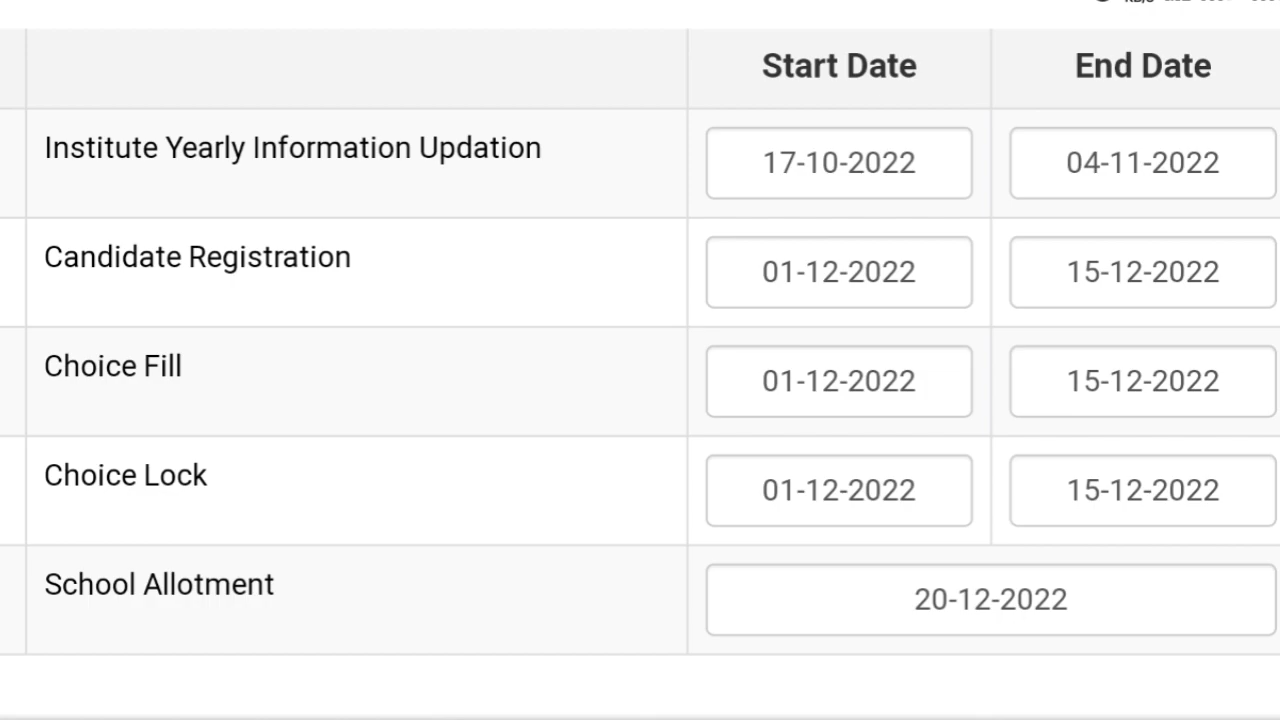 Start Date End Date
Institute Yearly Information Updation 17-10-2022 04-11-2022
Candidate Registration 01-12-2022 15-12-2022
Choice Fill 01-12-2022 15-12-2022
Choice Lock 01-12-2022 15-12-2022
School Allotment 20-12-2022